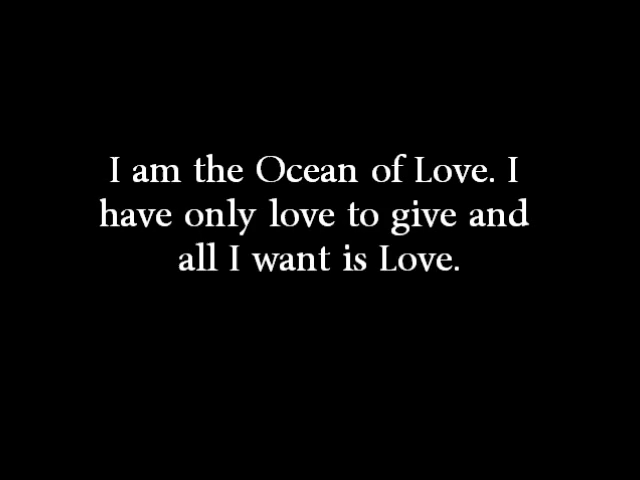 I am the Ocean of Love. I
have only love to give and
all I want is Love.